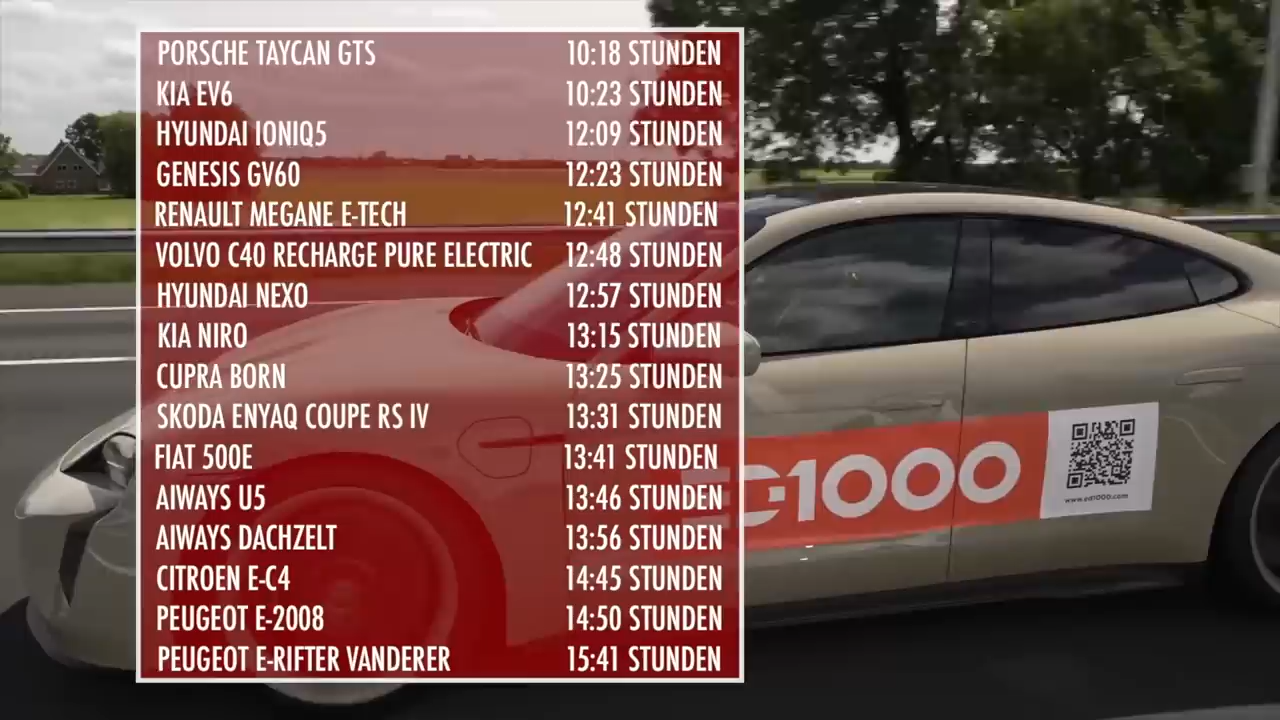 PORSCHE TAYCAN GTS 10:18 STUNDEN
KIA EV6 10:23 STUNDEN
HYUNDAI IONIQ5 12:09 STUNDEN
GENESIS GV60 12:23 STUNDEN
RENAULT MEGANE E-TECH 12:41 STUNDEN
VOLVO C40 RECHARGE PURE ELECTRIC 12:48 STUNDEN
HYUNDAI NEXO 12:57 STUNDEN
KIA NIRO 13:15 STUNDEN
CUPRA BORN 13:25 STUNDEN
SKODA ENYAQ COUPE RS IV 13:31 STUNDEN
FIAT 500E 13:41 STUNDEN
AIWAYS U5 13:46 STUNDEN
AIWAYS DACHZELT 13:56 STUNDEN
CITROEN E-C4 14:45 STUNDEN
PEUGEOT E-2008 14:50 STUNDEN
PEUGEOT E-RIFTER VANDERER 15:41 STUNDEN
ED1000
www.ed1000.com